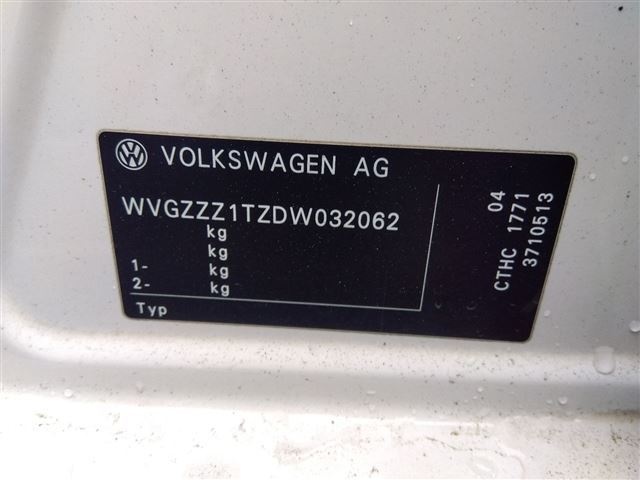 VOLKSWAGEN AG
WVGZZZ1TZDW032062
kg
kg
1- kg
2- kg
Typ
04
CTHC 1771
3710513